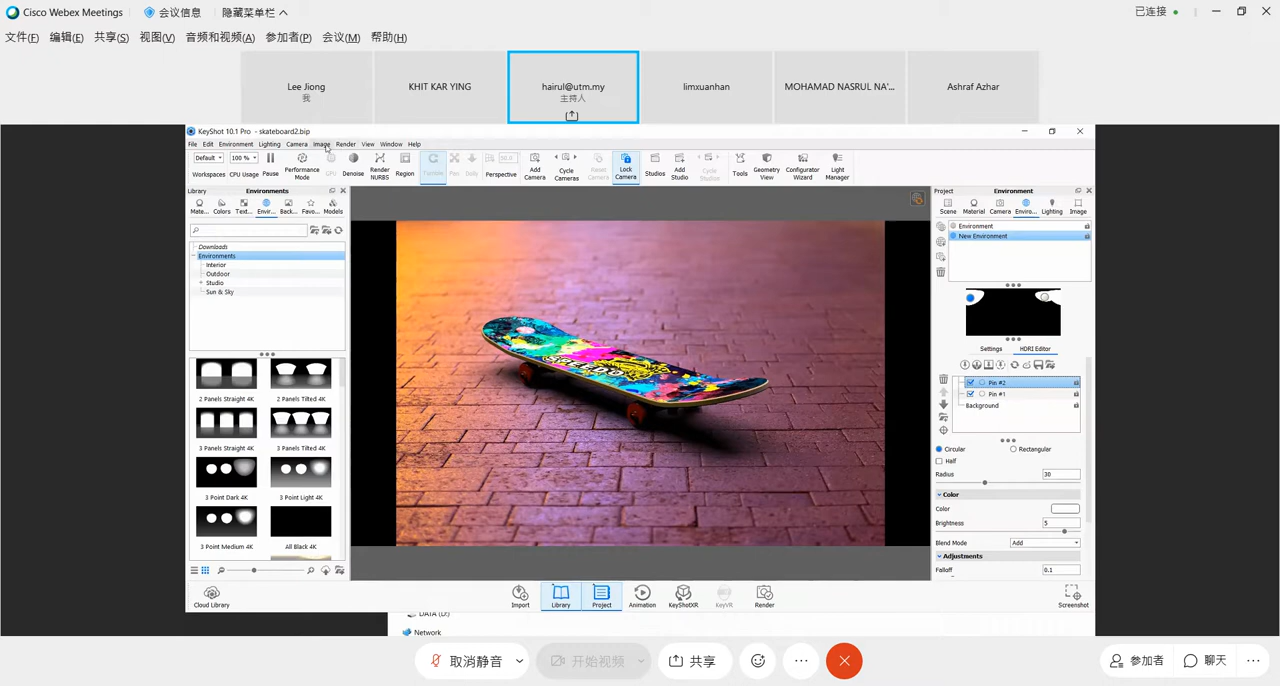 Cisco Webex Meetings 会议信息 隐藏菜单栏 已连接
文件(F) 编辑(E) 共享(S) 视图(V) 音频和视频(A) 参加者(P) 会议(M) 帮助(H)
Lee Jiong
我
KHIT KAR YING
hairul@utm.my
主持人
limxuanhan
MOHAMAD NASRUL NA'...
Ashraf Azhar
KeyShot 10.1 Pro - skateboard2.bip
File Edit Environment Lighting Camera Image Render View Window Help
Default 100 % 50.0
Workspaces CPU Usage Pause Performance Mode GPU Denoise Render NURBS Region Tumble Pan Dolly Perspective Add Camera Cycle Cameras Reset Camera Lock Camera Studios Add Studio Cycle Studios Tools Geometry View Configurator Wizard Light Manager
Library Environments
Mate... Colors Text... Envir... Back... Favo... Models
Downloads
Environments
Interior
Outdoor
Studio
Sun & Sky
2 Panels Straight 4K 2 Panels Tilted 4K
3 Panels Straight 4K 3 Panels Tilted 4K
3 Point Dark 4K 3 Point Light 4K
3 Point Medium 4K All Black 4K
Cloud Library
SPEED
Project Environment
Scene Material Camera Enviro... Lighting Image
Environment
New Environment
Settings HDRI Editor
Pin #2
Pin #1
Background
Circular Rectangular
Half
Radius 30
Color
Color
Brightness 5
Blend Mode Add
Adjustments
Falloff 0.1
Import Library Project Animation KeyShotXR KeyVR Render Screenshot
DATA (D:)
Network
取消静音 开始视频 共享 参加者 聊天